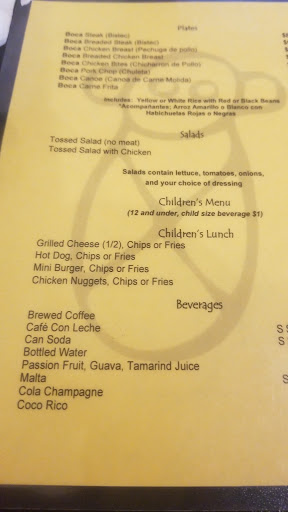 Plates
Boca Steak (Bistec)
Boca Breaded Steak (Bistec)
Boca Chicken Breast (Pechuga de pollo)
Boca Breaded Chicken Breast
Boca Chicken Bites (Chicharron de Pollo)
Boca Pork Chop (Chuleta)
Boca Canoe (Canoa de Carne Molida)
Boca Carne Frita
Includes: Yellow or White Rice with Red or Black Beans
*Acompañantes: Arroz Amarillo o Blanco con
Habichuelas Rojas o Negras
Salads
Tossed Salad (no meat)
Tossed Salad with Chicken
Salads contain lettuce, tomatoes, onions,
and your choice of dressing
Children's Menu
(12 and under, child size beverage $1)
Children's Lunch
Grilled Cheese (1/2), Chips or Fries
Hot Dog, Chips or Fries
Mini Burger, Chips or Fries
Chicken Nuggets, Chips or Fries
Beverages
Brewed Coffee
Café Con Leche S
Can Soda S
Bottled Water
Passion Fruit, Guava, Tamarind Juice
Malta
Cola Champagne
Coco Rico